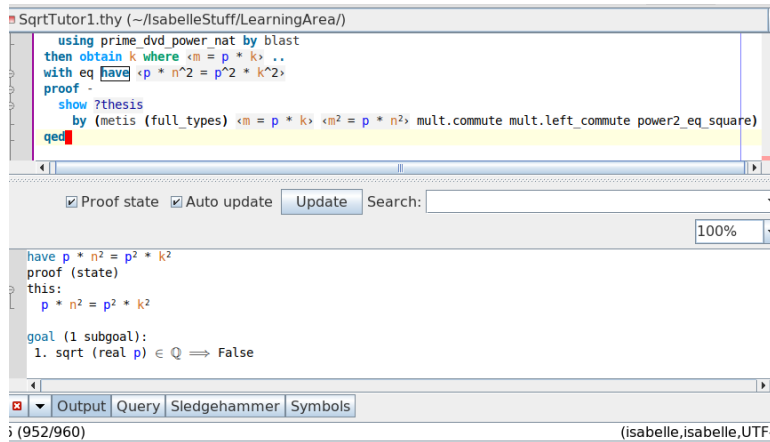 SqrtTutor1.thy (~/IsabelleStuff/LearningArea/)
using prime_dvd_power_nat by blast
then obtain k where ‹m = p * k› ..
with eq have ‹p * n^2 = p^2 * k^2›
proof -
show ?thesis
by (metis (full_types) ‹m = p * k› ‹m² = p * n²› mult.commute mult.left_commute power2_eq_square)
qed
Proof state Auto update Update Search:
100%
have p * n² = p² * k²
proof (state)
this:
p * n² = p² * k²
goal (1 subgoal):
1. sqrt (real p) ∈ ℚ ⟹ False
Output Query Sledgehammer Symbols
(952/960) (isabelle,isabelle,UTF